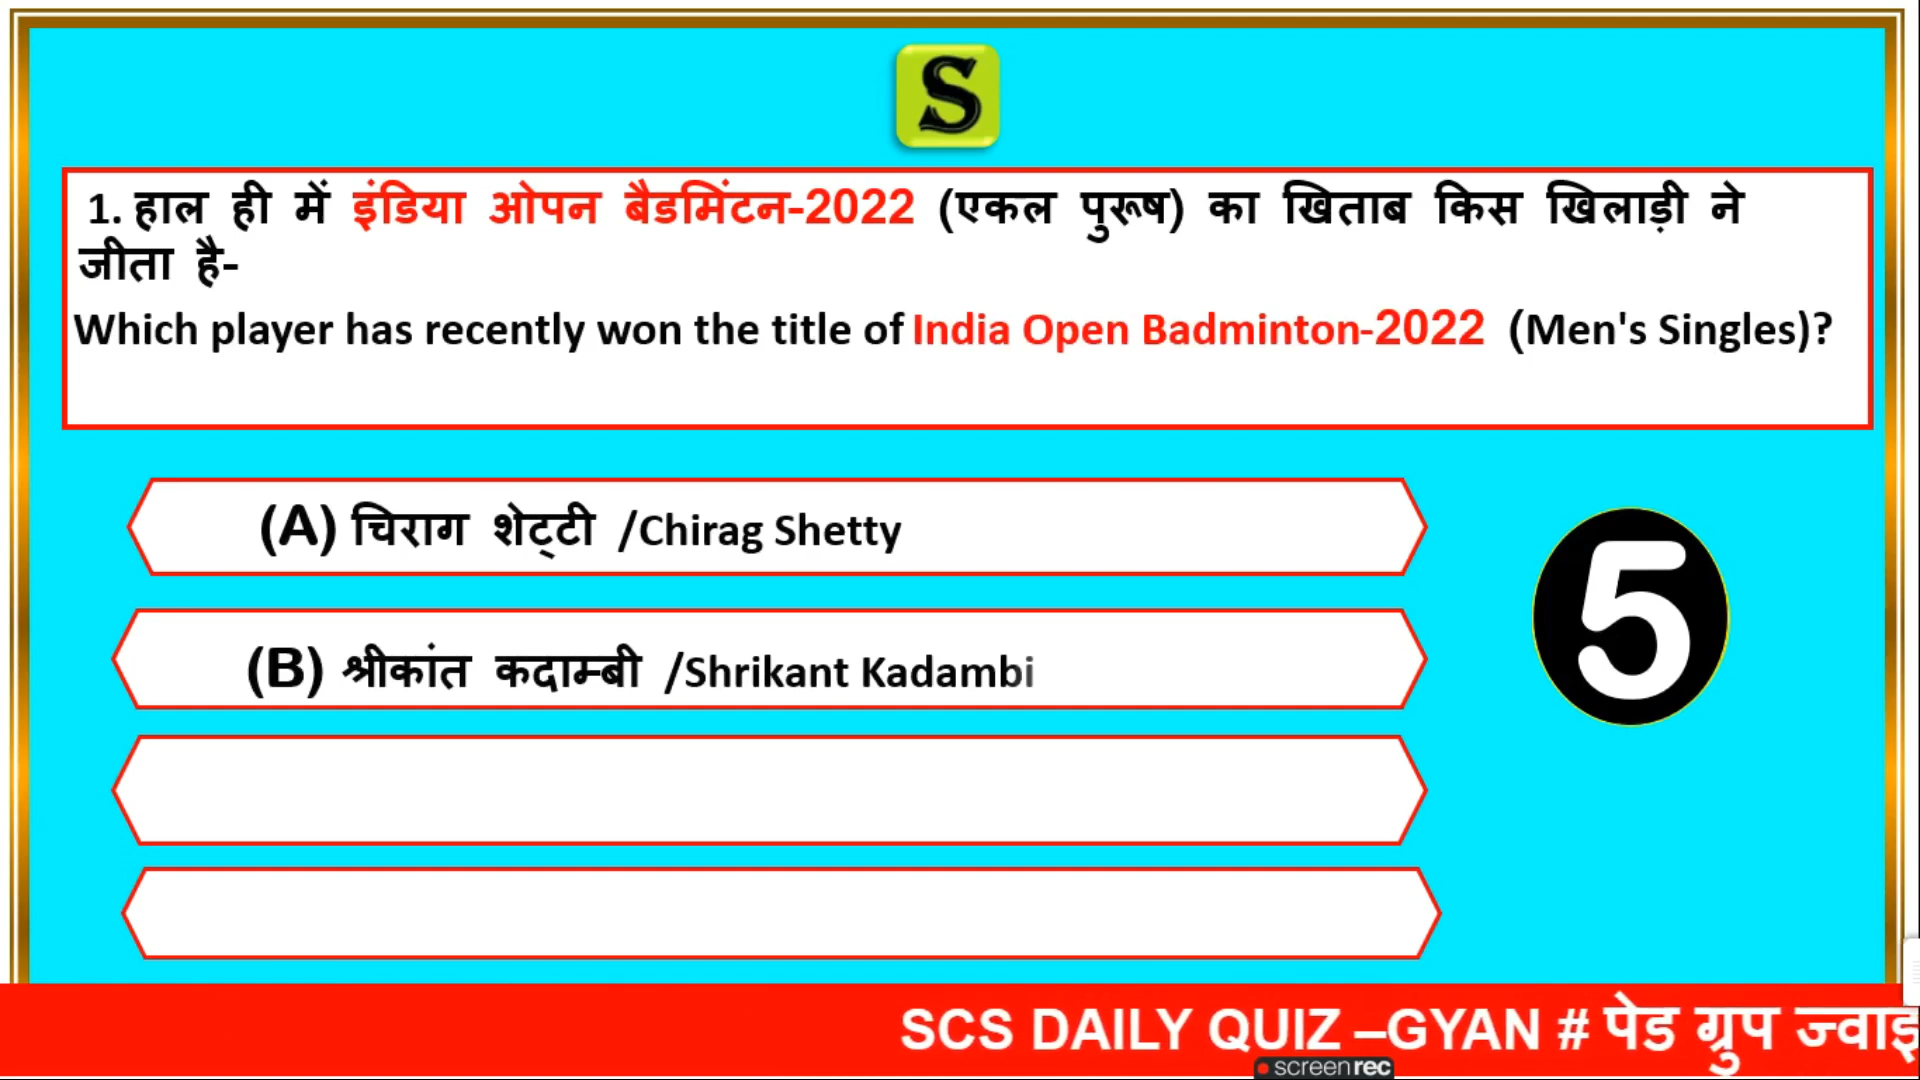 S
1. हाल ही में इंडिया ओपन बैडमिंटन-2022 (एकल पुरूष) का खिताब किस खिलाड़ी ने
जीता है-
Which player has recently won the title of India Open Badminton-2022 (Men's Singles)?
(A) चिराग शेट्टी /Chirag Shetty
5
(B) श्रीकांत कदाम्बी /Shrikant Kadambi
SCS DAILY QUIZ –GYAN # पेड ग्रुप ज्वाइ
screenrec